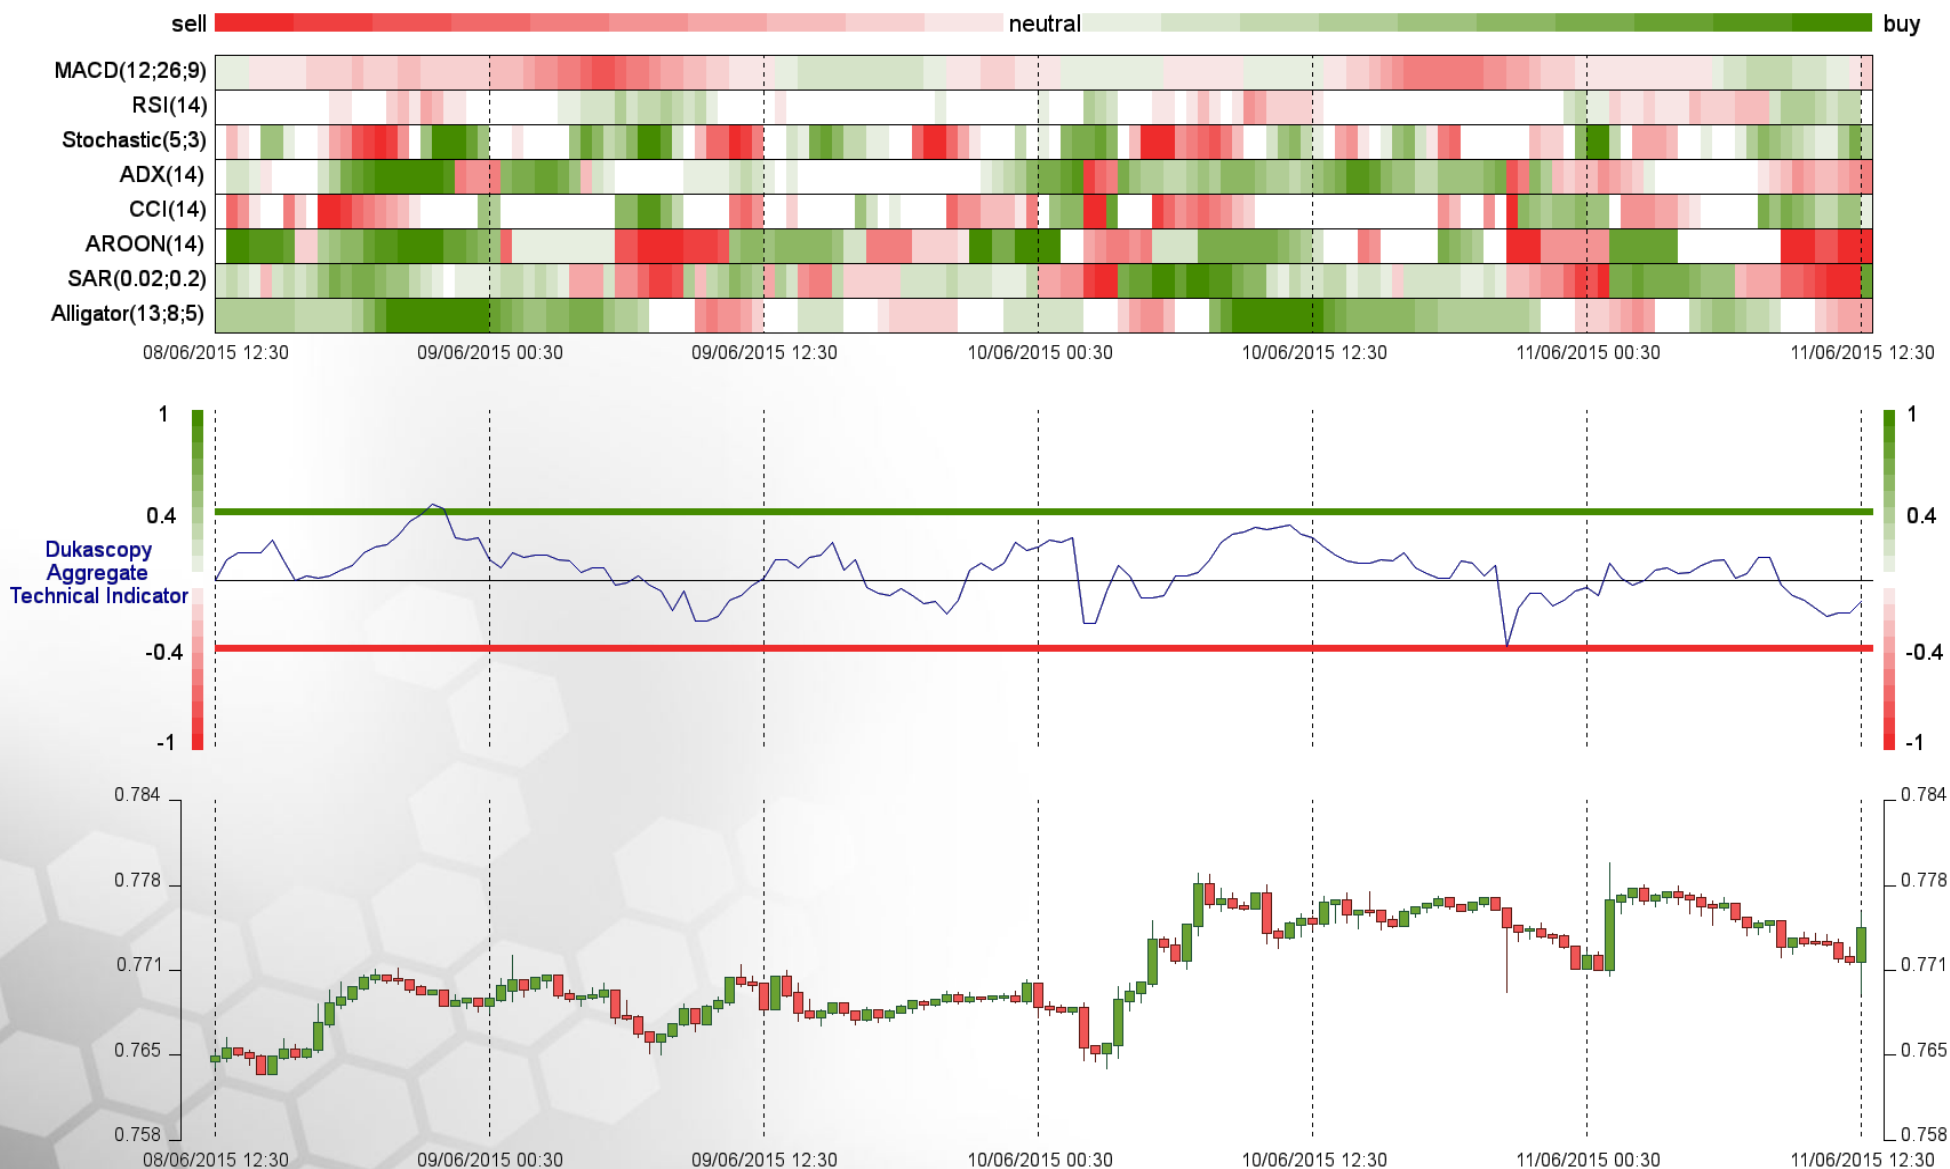 sell neutral buy
MACD(12;26;9)
RSI(14)
Stochastic(5;3)
ADX(14)
CCI(14)
AROON(14)
SAR(0.02;0.2)
Alligator(13;8;5)
08/06/2015 12:30 09/06/2015 00:30 09/06/2015 12:30 10/06/2015 00:30 10/06/2015 12:30 11/06/2015 00:30 11/06/2015 12:30
1 1
0.4 0.4
Dukascopy
Aggregate
Technical Indicator
-0.4 -0.4
-1 -1
0.784 0.784
0.778 0.778
0.771 0.771
0.765 0.765
0.758 0.758
08/06/2015 12:30 09/06/2015 00:30 09/06/2015 12:30 10/06/2015 00:30 10/06/2015 12:30 11/06/2015 00:30 11/06/2015 12:30